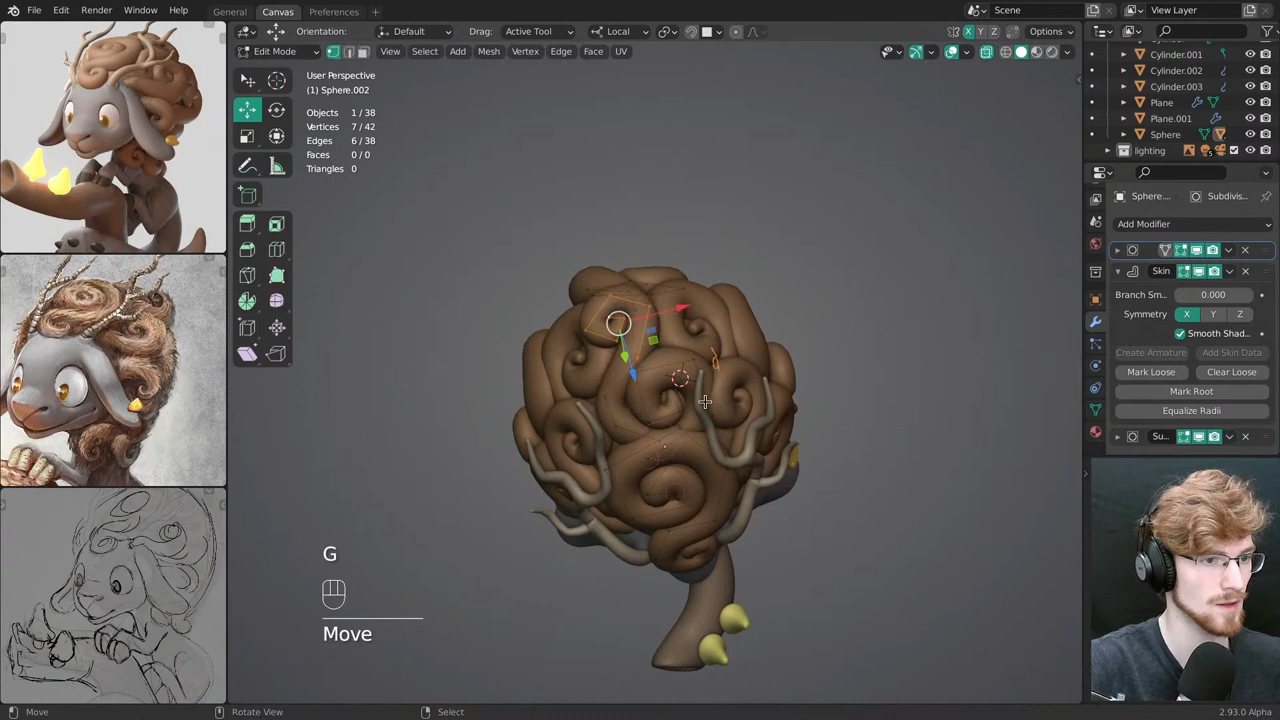 File Edit Render Window Help General Canvas Preferences Scene View Layer
Orientation: Default Drag: Active Tool Local Options
Edit Mode View Select Add Mesh Vertex Edge Face UV X Y Z
User Perspective
(1) Sphere.002
Objects 1 / 38
Vertices 7 / 42
Edges 6 / 38
Faces 0 / 0
Triangles 0
G
Move
Cylinder.001
Cylinder.002
Cylinder.003
Plane
Plane.001
Sphere
lighting
Sphere.... Subdivis..
Add Modifier
Skin
Branch Sm.. 0.000
Symmetry X Y Z
Smooth Shad..
Create Armature Add Skin Data
Mark Loose Clear Loose
Mark Root
Equalize Radii
Su...
Move Rotate View Select 2.93.0 Alpha